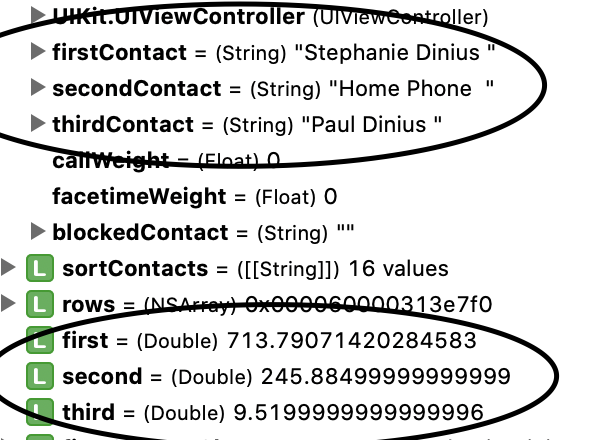 UIKit.UIViewController (UIViewController)
firstContact = (String) "Stephanie Dinius "
secondContact = (String) "Home Phone  "
thirdContact = (String) "Paul Dinius "
callWeight = (Float) 0
facetimeWeight = (Float) 0
blockedContact = (String) ""
L sortContacts = ([[String]]) 16 values
L rows = (NSArray) 0x000060000313e7f0
L first = (Double) 713.79071420284583
L second = (Double) 245.88499999999999
L third = (Double) 9.5199999999999996